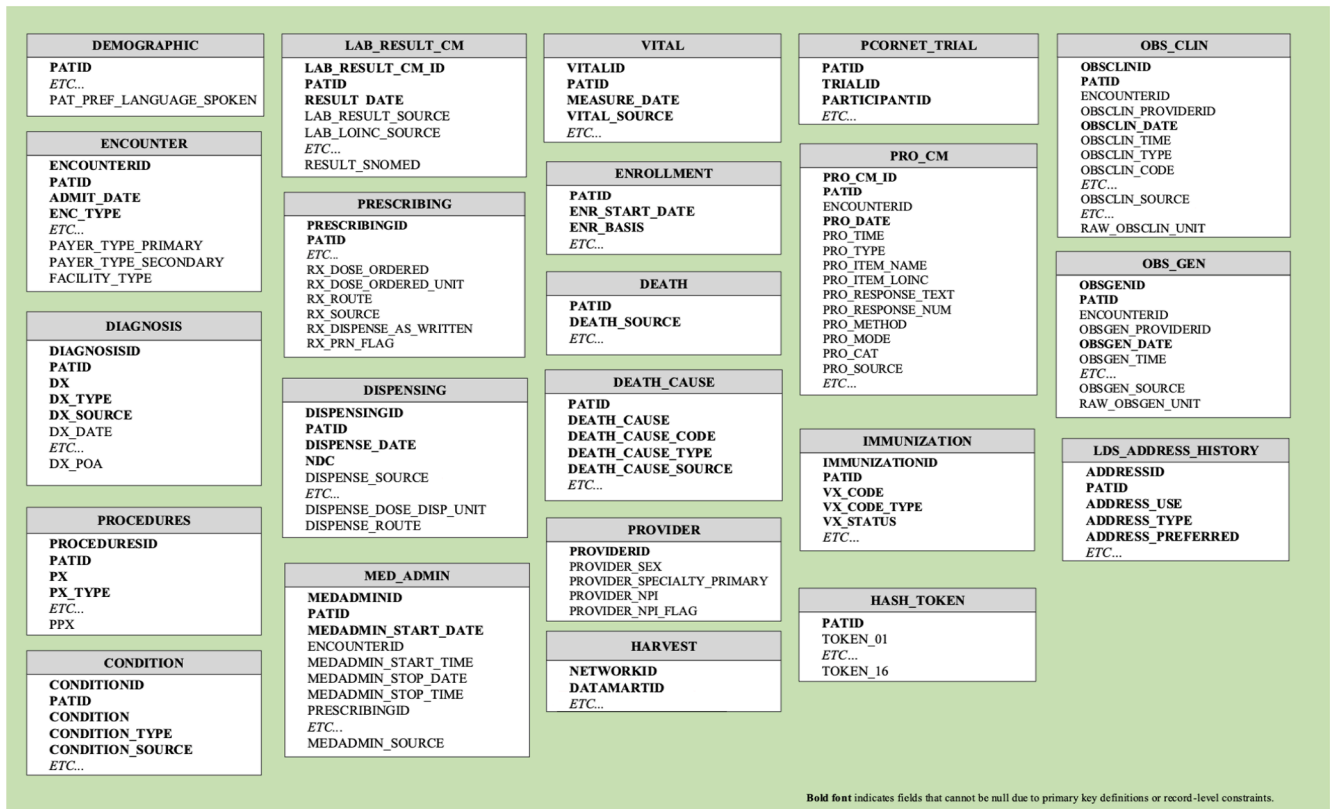 DEMOGRAPHIC
PATID
ETC...
PAT_PREF_LANGUAGE_SPOKEN
ENCOUNTER
ENCOUNTERID
PATID
ADMIT_DATE
ENC_TYPE
ETC...
PAYER_TYPE_PRIMARY
PAYER_TYPE_SECONDARY
FACILITY_TYPE
DIAGNOSIS
DIAGNOSISID
PATID
DX
DX_TYPE
DX_SOURCE
DX_DATE
ETC...
DX_POA
PROCEDURES
PROCEDURESID
PATID
PX
PX_TYPE
ETC...
PPX
CONDITION
CONDITIONID
PATID
CONDITION
CONDITION_TYPE
CONDITION_SOURCE
ETC...
LAB_RESULT_CM
LAB_RESULT_CM_ID
PATID
RESULT_DATE
LAB_RESULT_SOURCE
LAB_LOINC_SOURCE
ETC...
RESULT_SNOMED
PRESCRIBING
PRESCRIBINGID
PATID
ETC...
RX_DOSE_ORDERED
RX_DOSE_ORDERED_UNIT
RX_ROUTE
RX_SOURCE
RX_DISPENSE_AS_WRITTEN
RX_PRN_FLAG
DISPENSING
DISPENSINGID
PATID
DISPENSE_DATE
NDC
DISPENSE_SOURCE
ETC...
DISPENSE_DOSE_DISP_UNIT
DISPENSE_ROUTE
MED_ADMIN
MEDADMINID
PATID
MEDADMIN_START_DATE
ENCOUNTERID
MEDADMIN_START_TIME
MEDADMIN_STOP_DATE
MEDADMIN_STOP_TIME
PRESCRIBINGID
ETC...
MEDADMIN_SOURCE
VITAL
VITALID
PATID
MEASURE_DATE
VITAL_SOURCE
ETC...
ENROLLMENT
PATID
ENR_START_DATE
ENR_BASIS
ETC...
DEATH
PATID
DEATH_SOURCE
ETC...
DEATH_CAUSE
PATID
DEATH_CAUSE
DEATH_CAUSE_CODE
DEATH_CAUSE_TYPE
DEATH_CAUSE_SOURCE
ETC...
PROVIDER
PROVIDERID
PROVIDER_SEX
PROVIDER_SPECIALTY_PRIMARY
PROVIDER_NPI
PROVIDER_NPI_FLAG
HARVEST
NETWORKID
DATAMARTID
ETC...
PCORNET_TRIAL
PATID
TRIALID
PARTICIPANTID
ETC...
PRO_CM
PRO_CM_ID
PATID
ENCOUNTERID
PRO_DATE
PRO_TIME
PRO_TYPE
PRO_ITEM_NAME
PRO_ITEM_LOINC
PRO_RESPONSE_TEXT
PRO_RESPONSE_NUM
PRO_METHOD
PRO_MODE
PRO_CAT
PRO_SOURCE
ETC...
IMMUNIZATION
IMMUNIZATIONID
PATID
VX_CODE
VX_CODE_TYPE
VX_STATUS
ETC...
HASH_TOKEN
PATID
TOKEN_01
ETC...
TOKEN_16
OBS_CLIN
OBSCLINID
PATID
ENCOUNTERID
OBSCLIN_PROVIDERID
OBSCLIN_DATE
OBSCLIN_TIME
OBSCLIN_TYPE
OBSCLIN_CODE
ETC...
OBSCLIN_SOURCE
ETC...
RAW_OBSCLIN_UNIT
OBS_GEN
OBSGENID
PATID
ENCOUNTERID
OBSGEN_PROVIDERID
OBSGEN_DATE
OBSGEN_TIME
ETC...
OBSGEN_SOURCE
RAW_OBSGEN_UNIT
LDS_ADDRESS_HISTORY
ADDRESSID
PATID
ADDRESS_USE
ADDRESS_TYPE
ADDRESS_PREFERRED
ETC...
Bold font indicates fields that cannot be null due to primary key definitions or record-level constraints.